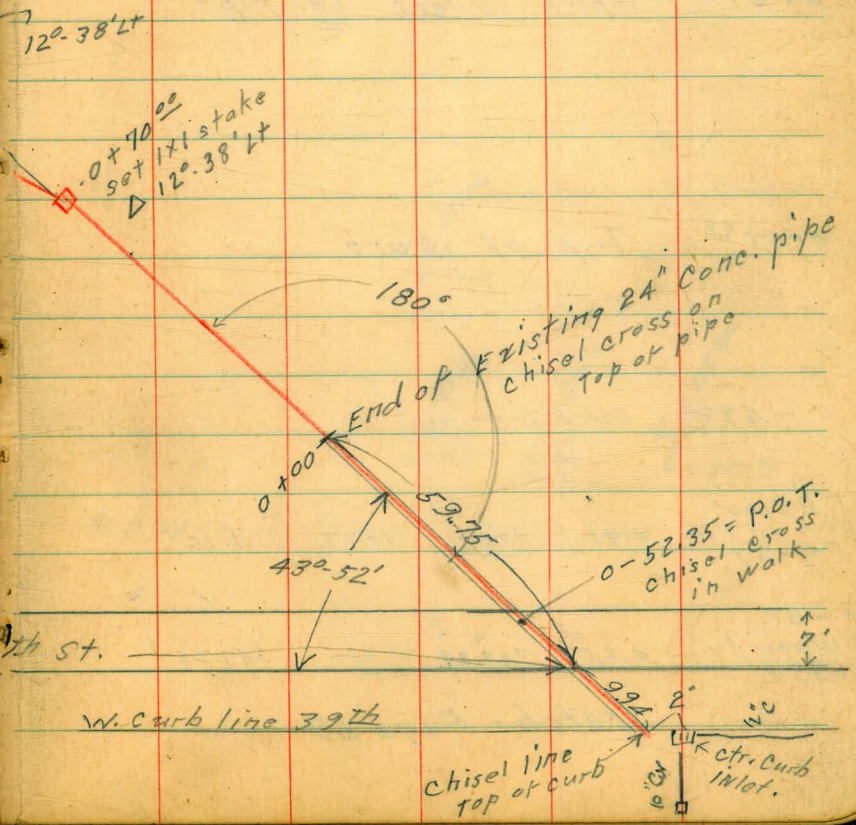 12°-38' Lt
0+70⁰⁰
set 1x1 stake
△ 12°-38' Lt
180°
End of Existing 24" Conc. pipe
chisel cross on
Top of pipe
0+00
59.75
43°-52'
0-52.35 = P.O.T.
chisel cross
in walk
7'
th St.
9.94
2'
W. Curb line 39th
12"C
Chisel line
Top of curb
ctr. Curb
inlet.